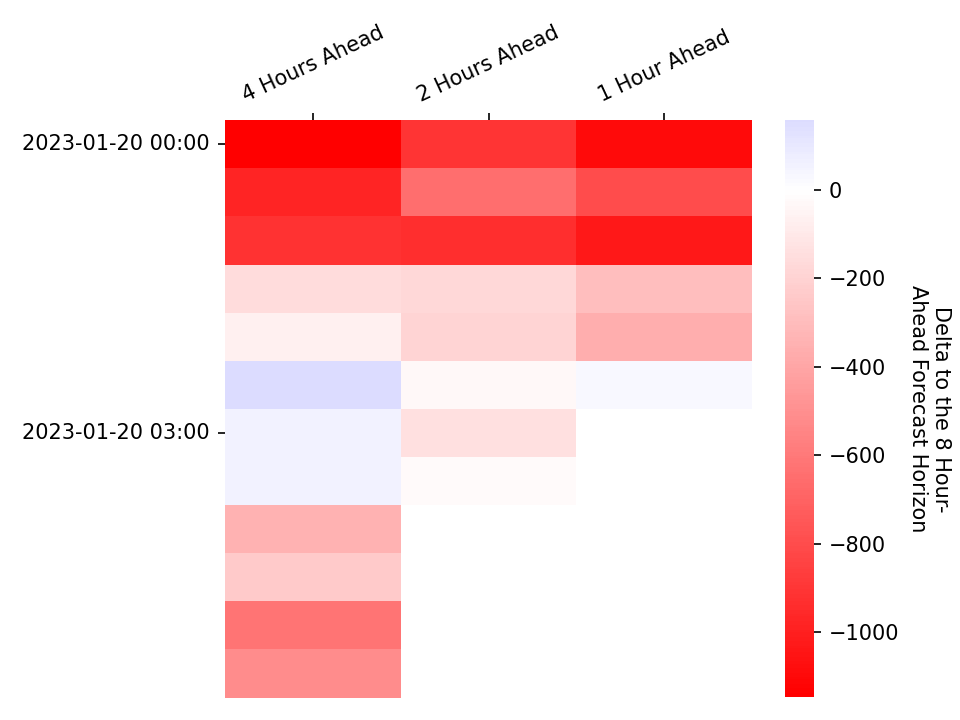 4 Hours Ahead
2 Hours Ahead
1 Hour Ahead
2023-01-20 00:00
2023-01-20 03:00
0
−200
−400
−600
−800
−1000
Delta to the 8 Hour-
Ahead Forecast Horizon